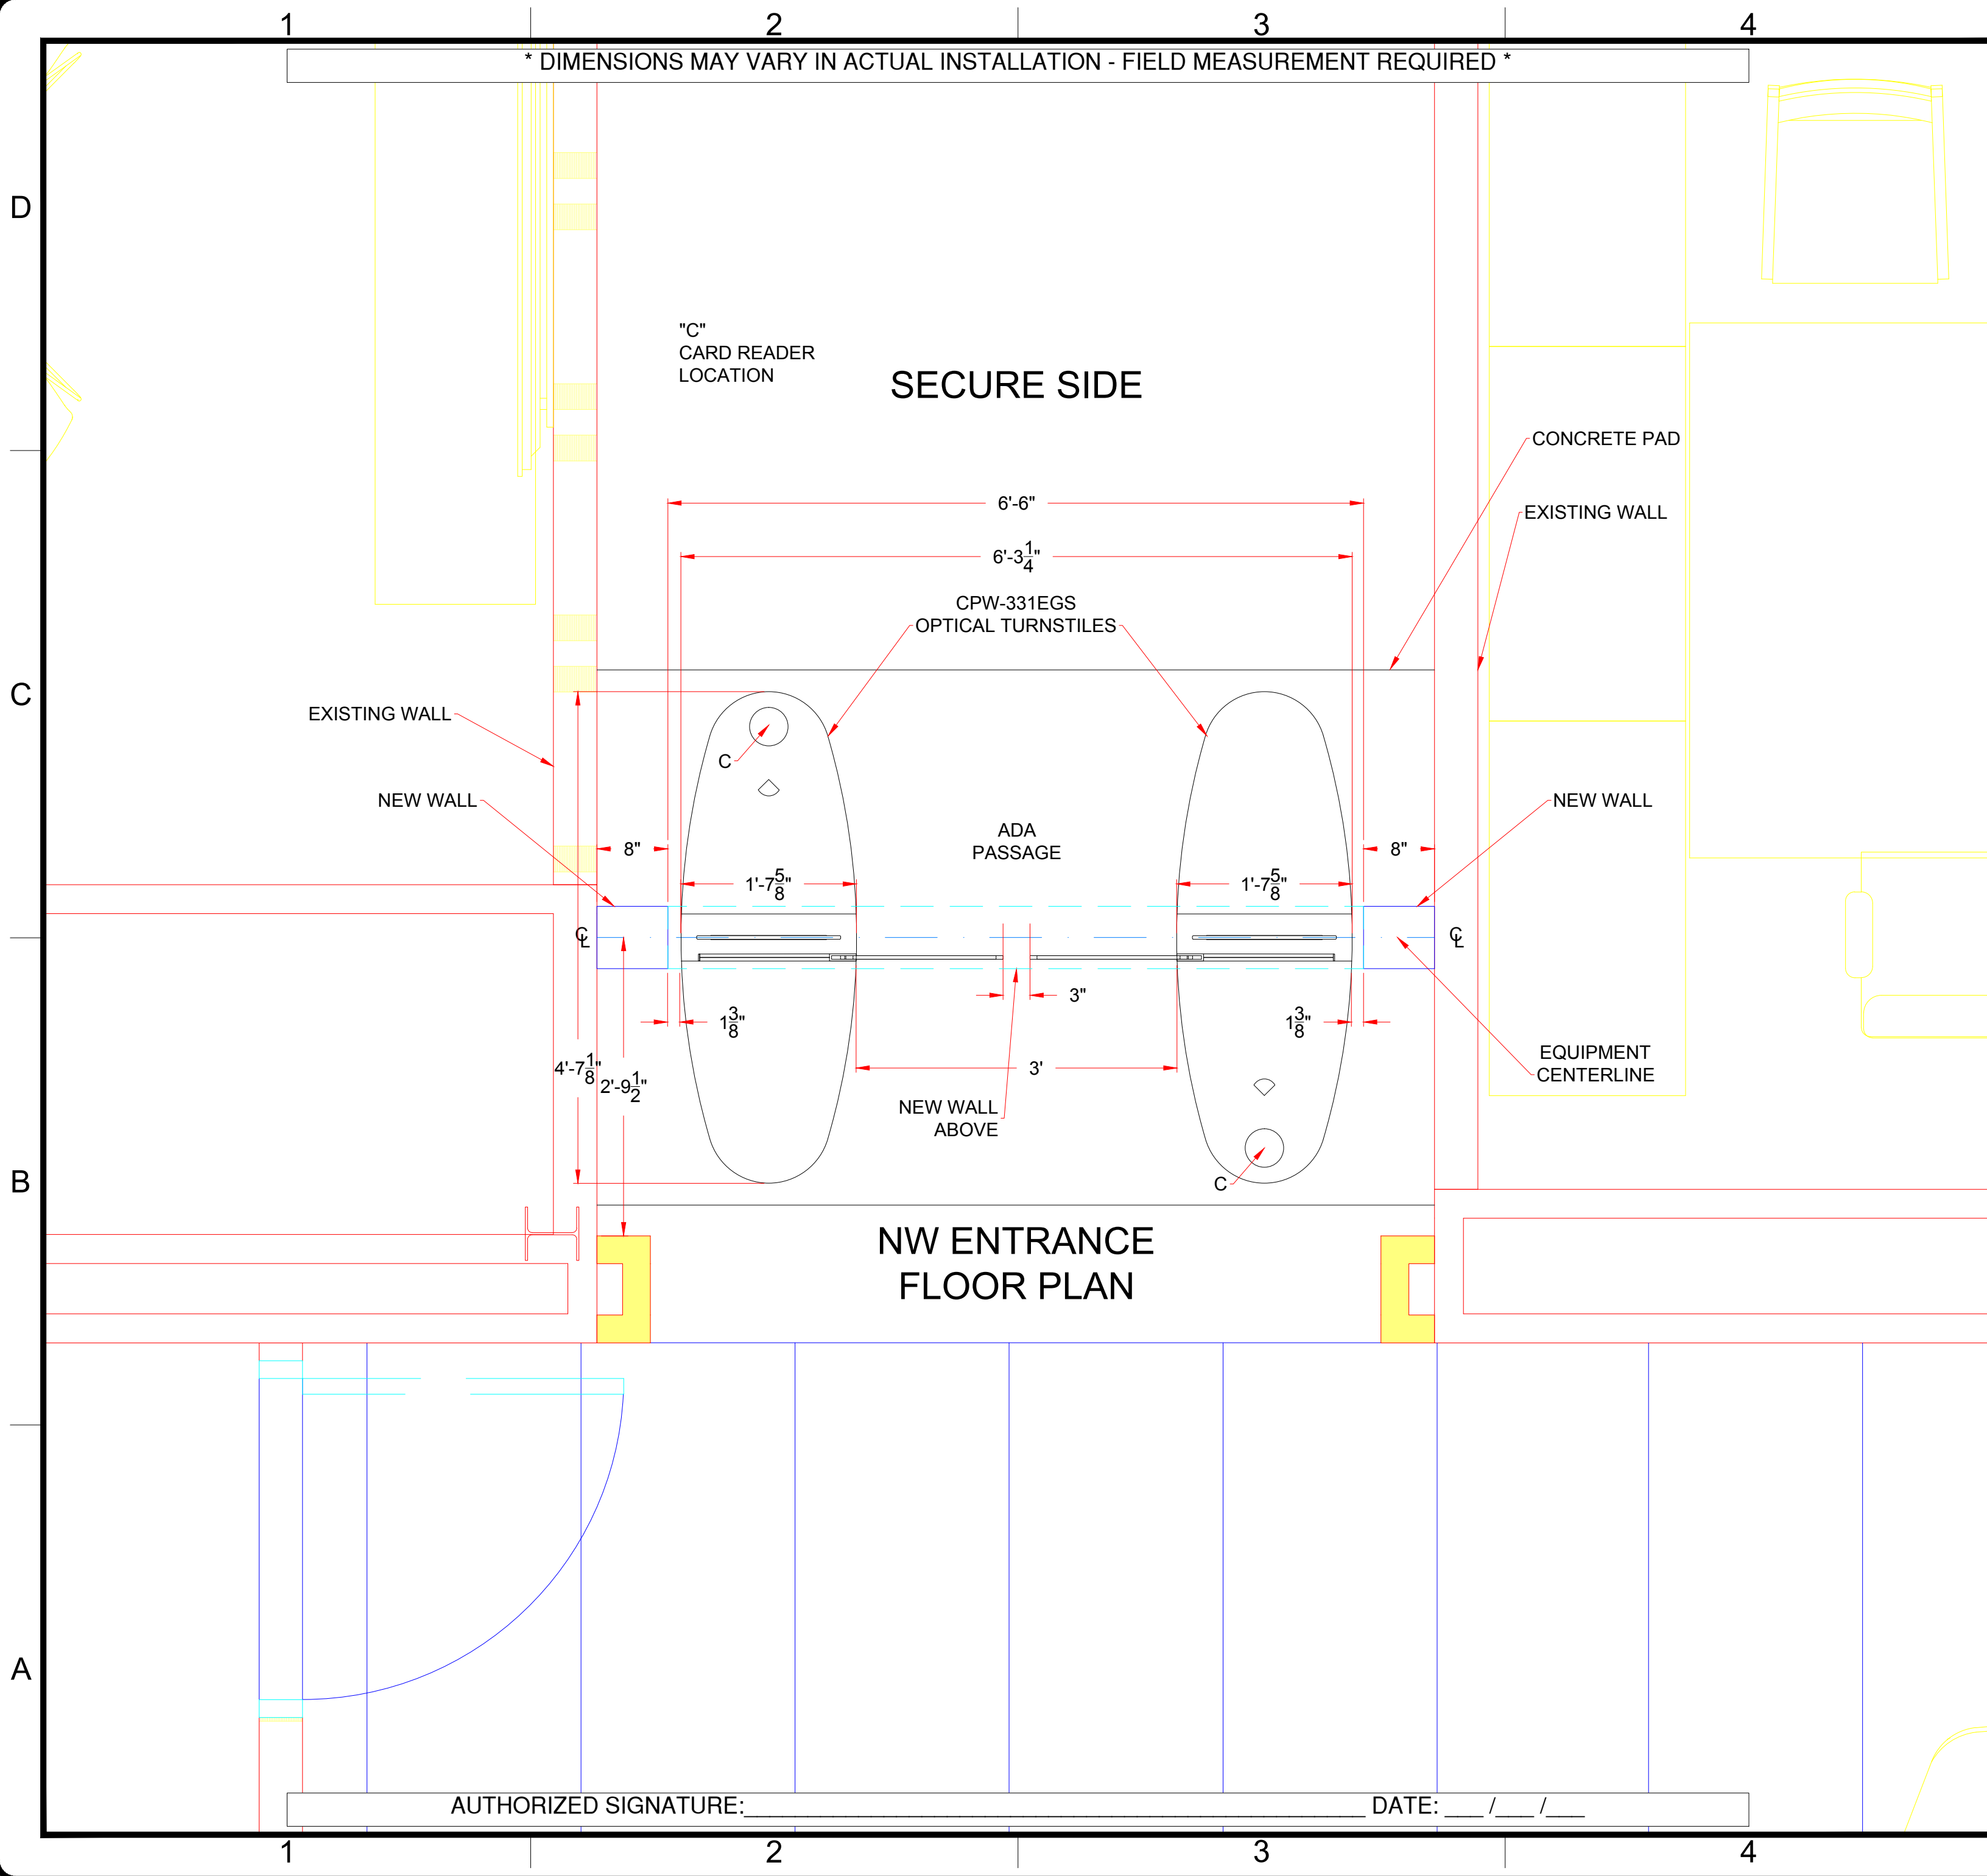 1 2 3 4
* DIMENSIONS MAY VARY IN ACTUAL INSTALLATION - FIELD MEASUREMENT REQUIRED *
D
"C"
CARD READER
LOCATION
SECURE SIDE
CONCRETE PAD
6'-6"
EXISTING WALL
6'-3 1/4"
CPW-331EGS
OPTICAL TURNSTILES
C
EXISTING WALL
C
NEW WALL
NEW WALL
ADA
PASSAGE
8"
8"
1'-7 5/8"
1'-7 5/8"
℄
℄
3"
1 3/8"
1 3/8"
4'-7 1/8"
2'-9 1/2"
3'
EQUIPMENT
CENTERLINE
NEW WALL
ABOVE
B
C
NW ENTRANCE
FLOOR PLAN
A
AUTHORIZED SIGNATURE:________________________________________________ DATE: ___ /___ /___
1 2 3 4